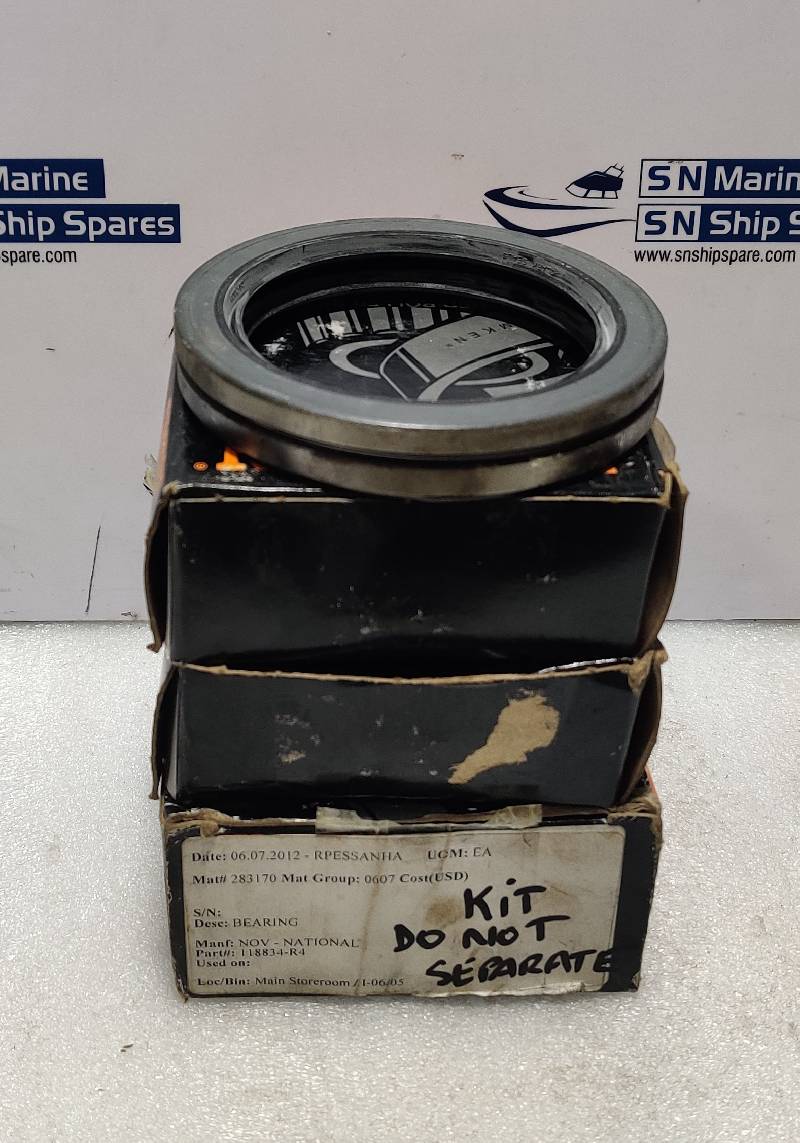 Marine
Ship Spares
spare.com
SN Marin
SN Ship S
www.snshipspare.com
MKEN®
Date: 06.07.2012 - RPESSANHA UOM: EA
Mat# 283170 Mat Group: 0607 Cost(USD)
S/N:
Desc: BEARING
Manf: NOV - NATIONAL
Part#: 118834-R4
Used on:
Loc/Bin: Main Storeroom / I-06/05
KIT
DO NOT
SEPARATE